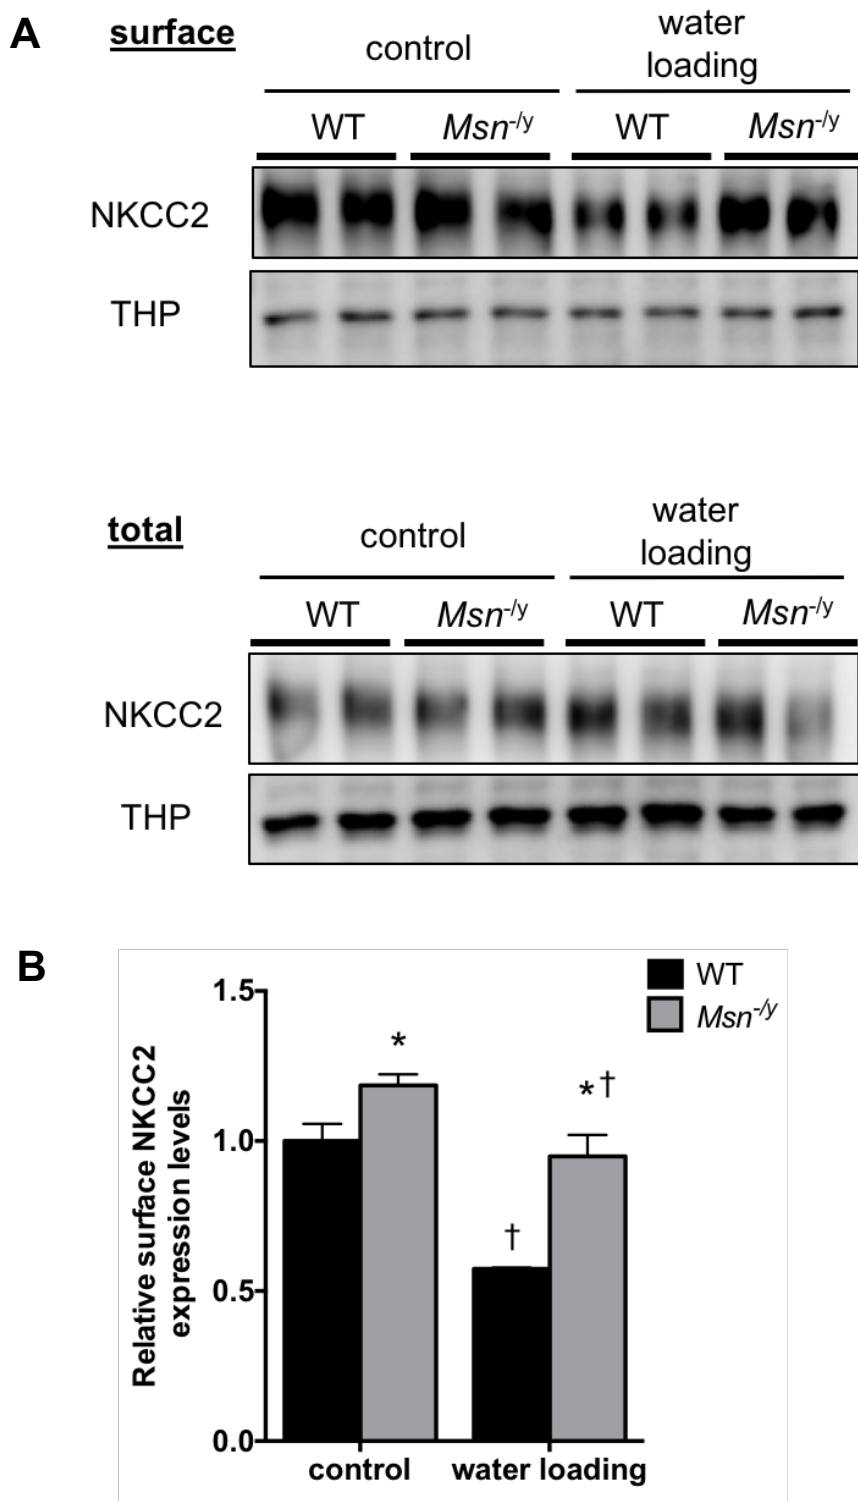 A
surface
control
water
loading
WT
Msn-/y
WT
Msn-/y
NKCC2
THP
total
control
water
loading
WT
Msn-/y
WT
Msn-/y
NKCC2
THP
B
WT
Msn-/y
Relative surface NKCC2
expression levels
1.5
1.0
0.5
0.0
*
†
*†
control
water loading